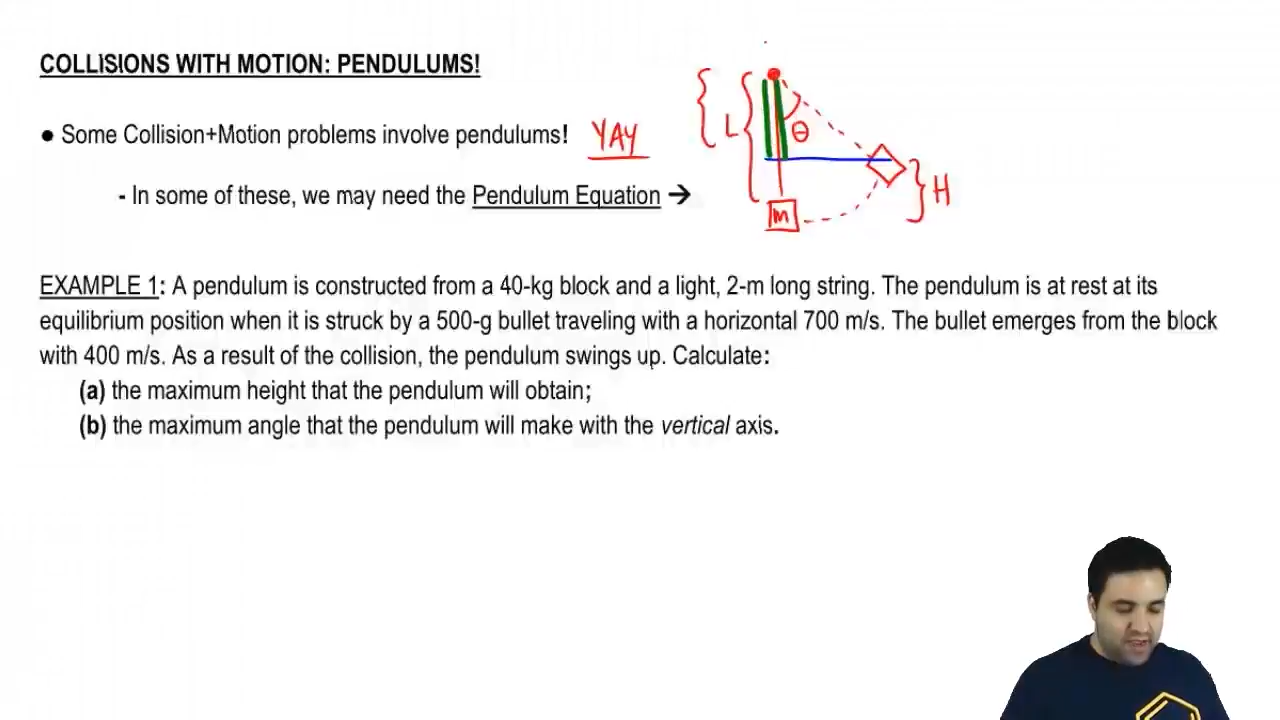 COLLISIONS WITH MOTION: PENDULUMS!
● Some Collision+Motion problems involve pendulums! YAY
- In some of these, we may need the Pendulum Equation →
L
θ
H
m
EXAMPLE 1: A pendulum is constructed from a 40-kg block and a light, 2-m long string. The pendulum is at rest at its
equilibrium position when it is struck by a 500-g bullet traveling with a horizontal 700 m/s. The bullet emerges from the block
with 400 m/s. As a result of the collision, the pendulum swings up. Calculate:
(a) the maximum height that the pendulum will obtain;
(b) the maximum angle that the pendulum will make with the vertical axis.